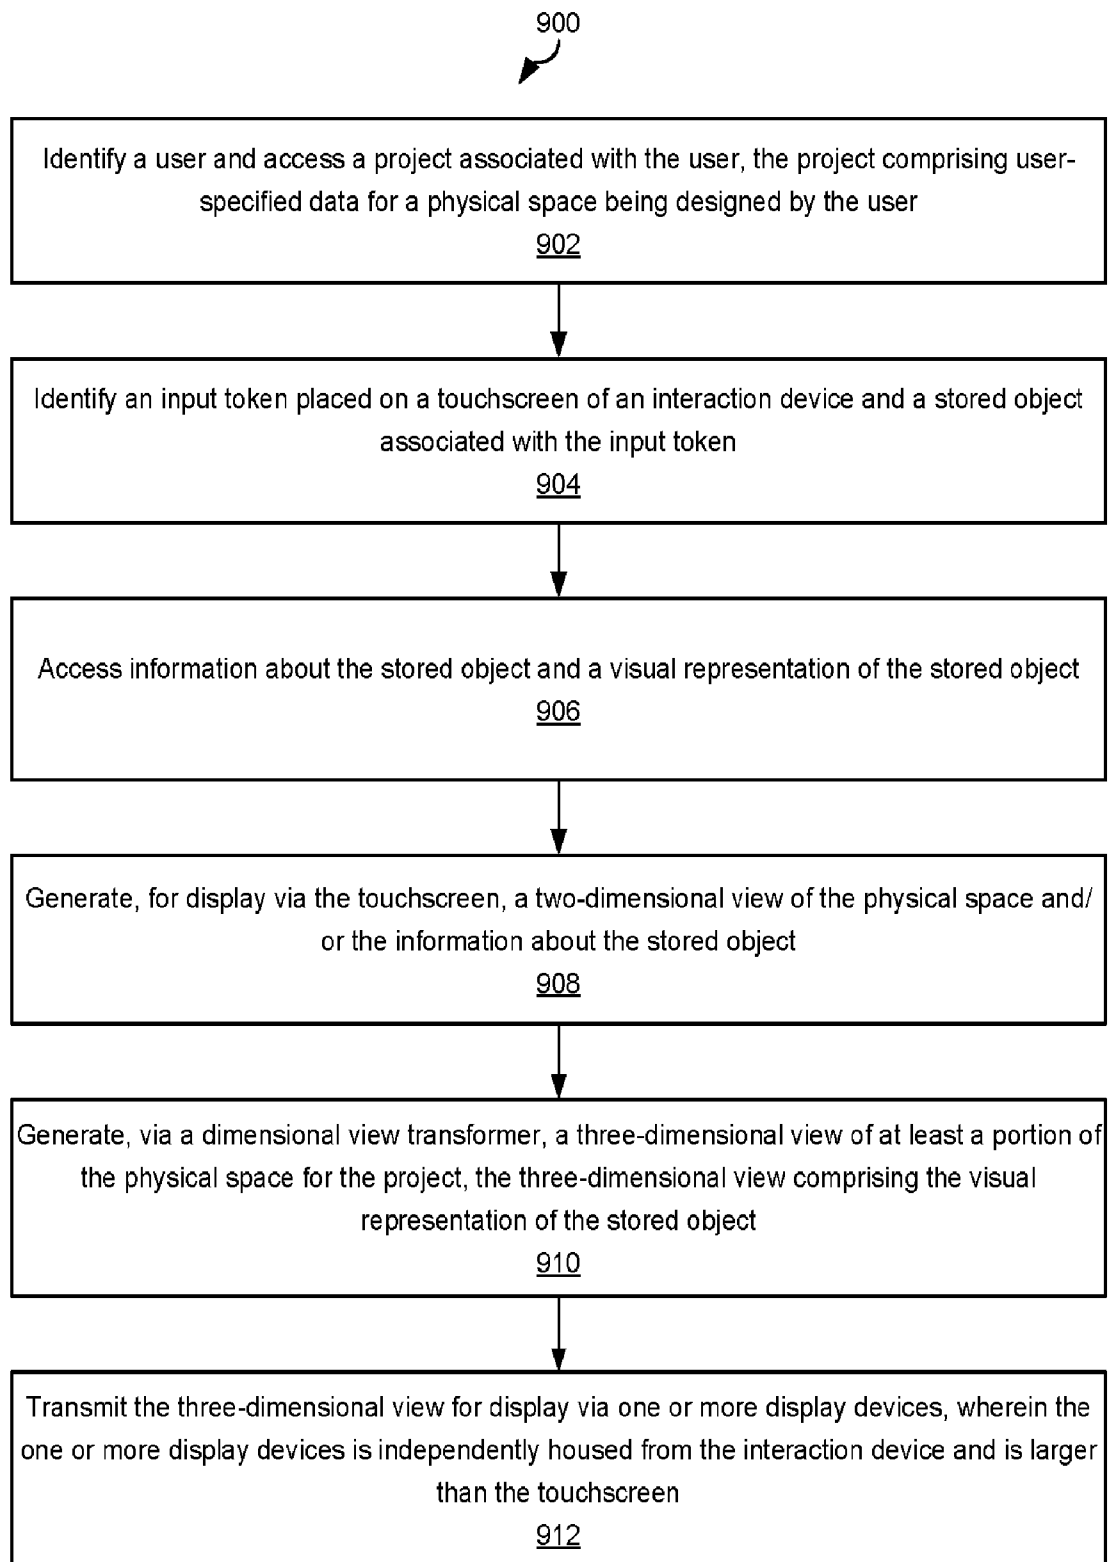 900
Identify a user and access a project associated with the user, the project comprising user-
specified data for a physical space being designed by the user
902
Identify an input token placed on a touchscreen of an interaction device and a stored object
associated with the input token
904
Access information about the stored object and a visual representation of the stored object
906
Generate, for display via the touchscreen, a two-dimensional view of the physical space and/
or the information about the stored object
908
Generate, via a dimensional view transformer, a three-dimensional view of at least a portion of
the physical space for the project, the three-dimensional view comprising the visual
representation of the stored object
910
Transmit the three-dimensional view for display via one or more display devices, wherein the
one or more display devices is independently housed from the interaction device and is larger
than the touchscreen
912